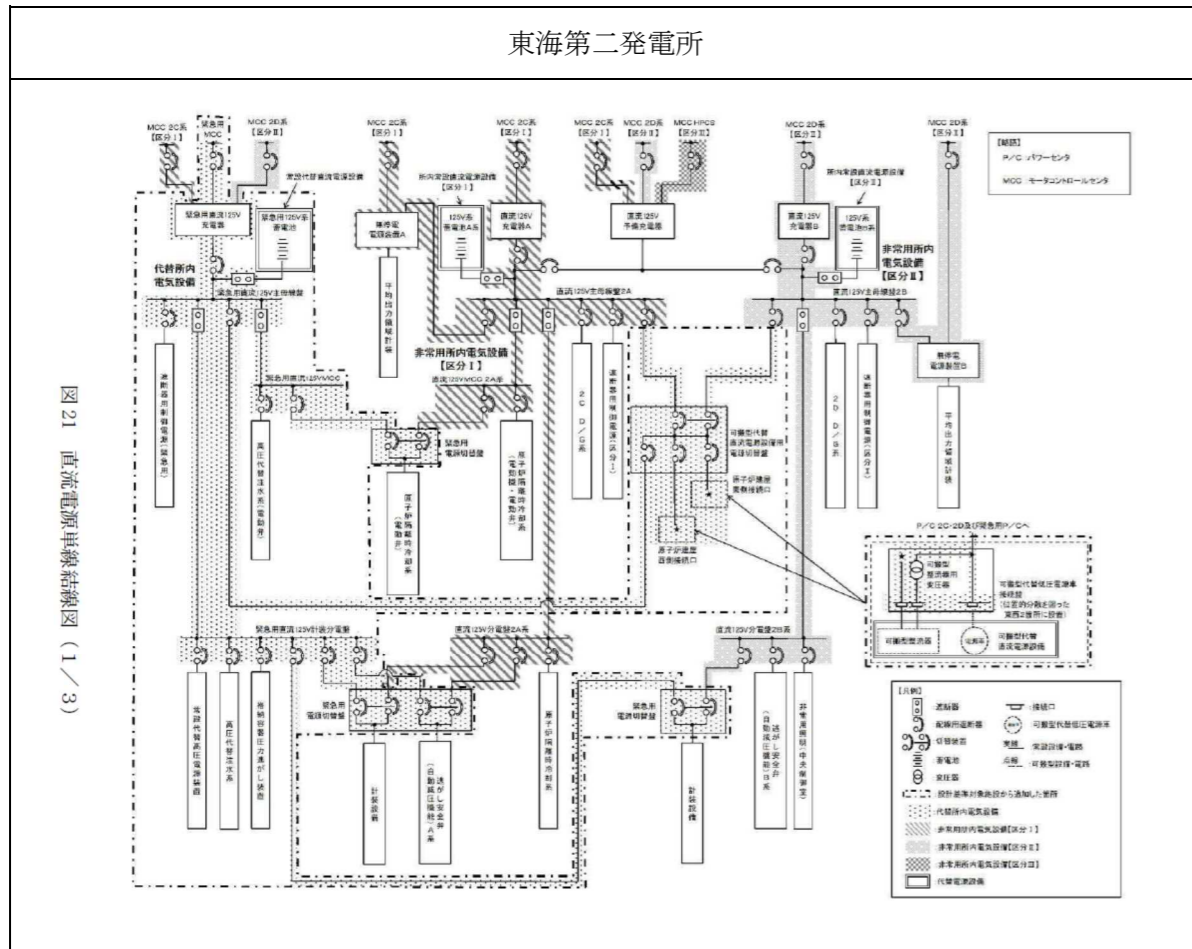 東海第二発電所
MCC 2C系
【区分Ⅰ】
緊急用
MCC
MCC 2D系
【区分Ⅱ】
MCC 2C系
【区分Ⅰ】
MCC 2C系
【区分Ⅰ】
MCC 2C系
【区分Ⅰ】
MCC 2D系
【区分Ⅱ】
MCC HPCS
【区分Ⅲ】
MCC 2D系
【区分Ⅱ】
MCC 2D系
【区分Ⅱ】
【略語】
P/C:パワーセンタ
MCC:モータコントロールセンタ
常設代替直流電源設備
所内常設直流電源設備
【区分Ⅰ】
所内常設直流電源設備
【区分Ⅱ】
緊急用直流125V
充電器
緊急用125V系
蓄電池
無停電
電源装置A
125V系
蓄電池A系
直流125V
充電器A
直流125V
予備充電器
直流125V
充電器B
125V系
蓄電池B系
代替所内
電気設備
非常用所内
電気設備
【区分Ⅱ】
緊急用直流125V主母線盤
直流125V主母線盤2A
直流125V主母線盤2B
平均出力領域計装
非常用所内電気設備
【区分Ⅰ】
無停電
電源装置B
緊急用直流125VMCC
直流125VMCC 2A系
遮断器用制御電源(緊急用)
高圧代替注水系(電動弁)
緊急用
電源切替盤
原子炉隔離時冷却系
(電動弁)
原子炉隔離時冷却系
(電動機・電動弁)
2C D/G系
遮断器用制御電源(区分Ⅰ)
可搬型代替
直流電源設備用
電源切替盤
原子炉建屋
東側接続口
原子炉建屋
西側接続口
2D D/G系
遮断器用制御電源(区分Ⅱ)
平均出力領域計装
P/C 2C・2D及び緊急用P/Cへ
可搬型
整流器用
変圧器
可搬型代替低圧電源車
接続盤
(位置的分散を図った
東西2箇所に設置)
可搬型整流器
電源車
可搬型代替
直流電源設備
緊急用直流125V計装分電盤
直流125V分電盤2A系
直流125V分電盤2B系
緊急用
電源切替盤
緊急用
電源切替盤
常設代替高圧電源装置
高圧代替注水系
格納容器圧力逃がし装置
計装設備
逃がし安全弁
(自動減圧機能)A系
原子炉隔離時冷却系
計装設備
逃がし安全弁
(自動減圧機能)B系
非常用照明(中央制御室)
【凡例】
:遮断器
:配線用遮断器
:切替装置
:蓄電池
:変圧器
:接続口
:可搬型代替低圧電源車
実線:常設設備・電路
点線:可搬型設備・電路
:設計基準対象施設から追加した箇所
:代替所内電気設備
:非常用所内電気設備【区分Ⅰ】
:非常用所内電気設備【区分Ⅱ】
:非常用所内電気設備【区分Ⅲ】
:代替電源設備
図21 直流電源単線結線図(1/3)